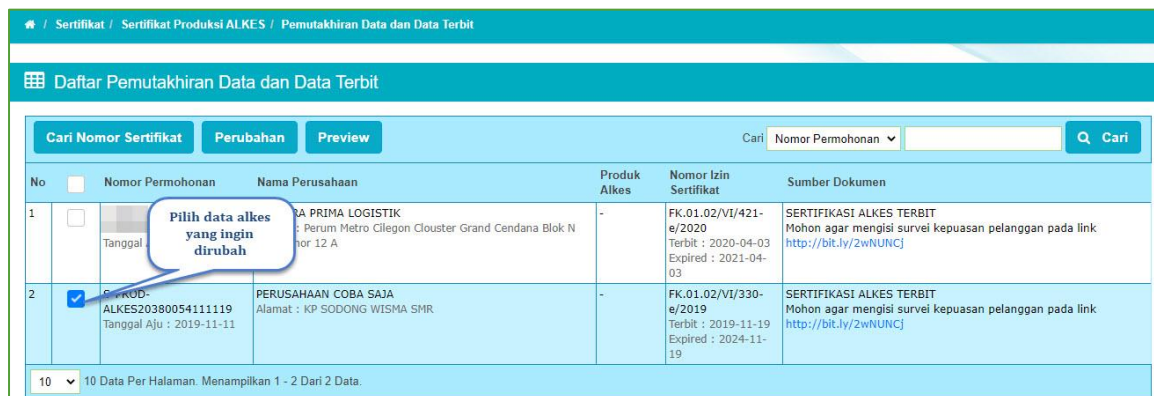 / Sertifikat / Sertifikat Produksi ALKES / Pemutakhiran Data dan Data Terbit
Daftar Pemutakhiran Data dan Data Terbit
Cari Nomor Sertifikat Perubahan Preview Cari Nomor Permohonan Cari
No Nomor Permohonan Nama Perusahaan Produk Alkes Nomor Izin Sertifikat Sumber Dokumen
1
Tanggal
PRIMA LOGISTIK
: Perum Metro Cilegon Clouster Grand Cendana Blok N
12 A
-
FK.01.02/VI/421-
e/2020
Terbit : 2020-04-03
Expired : 2021-04-
03
SERTIFIKASI ALKES TERBIT
Mohon agar mengisi survei kepuasan pelanggan pada link
http://bit.ly/2wNUNCj
Pilih data alkes
yang ingin
dirubah
2
ALKES20380054111119
Tanggal Aju : 2019-11-11
PERUSAHAAN COBA SAJA
Alamat : KP SODONG WISMA SMR
-
FK.01.02/VI/330-
e/2019
Terbit : 2019-11-19
Expired : 2024-11-
19
SERTIFIKASI ALKES TERBIT
Mohon agar mengisi survei kepuasan pelanggan pada link
http://bit.ly/2wNUNCj
10 10 Data Per Halaman. Menampilkan 1 - 2 Dari 2 Data.